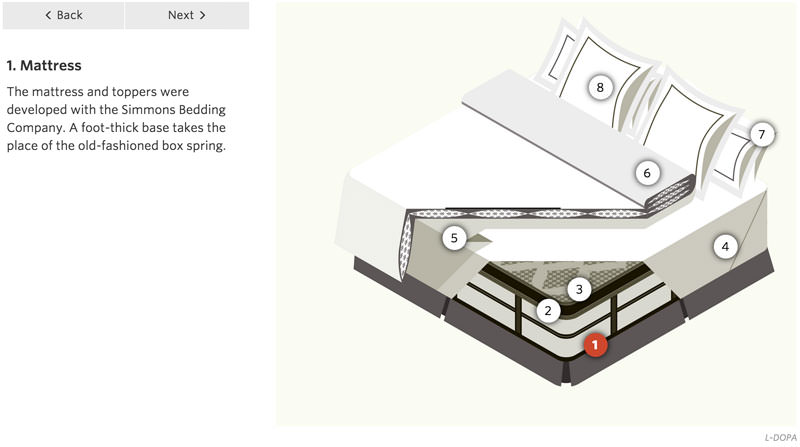 Back
Next
1. Mattress
The mattress and toppers were
developed with the Simmons Bedding
Company. A foot-thick base takes the
place of the old-fashioned box spring.
8
7
6
5
4
3
2
1
L-DOPA